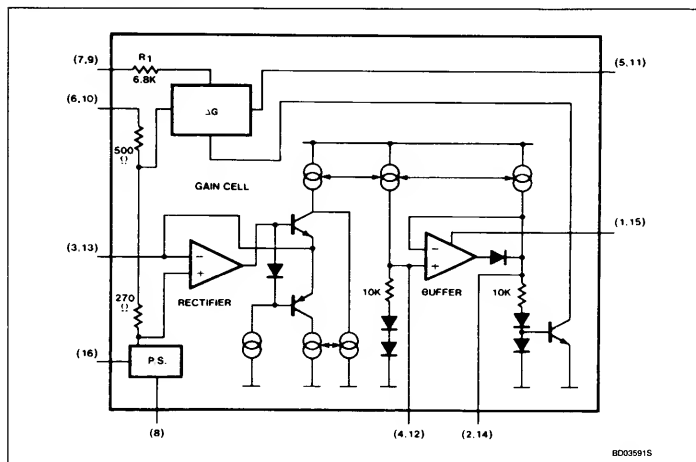 (7,9)
R1
6.8K
(5,11)
(6,10)
ΔG
500
Ω
GAIN CELL
(1,15)
(3,13)
−
+
−
+
10K
10K
RECTIFIER
BUFFER
270
Ω
(16)
P.S.
(8)
(4,12)
(2,14)
BD03591S